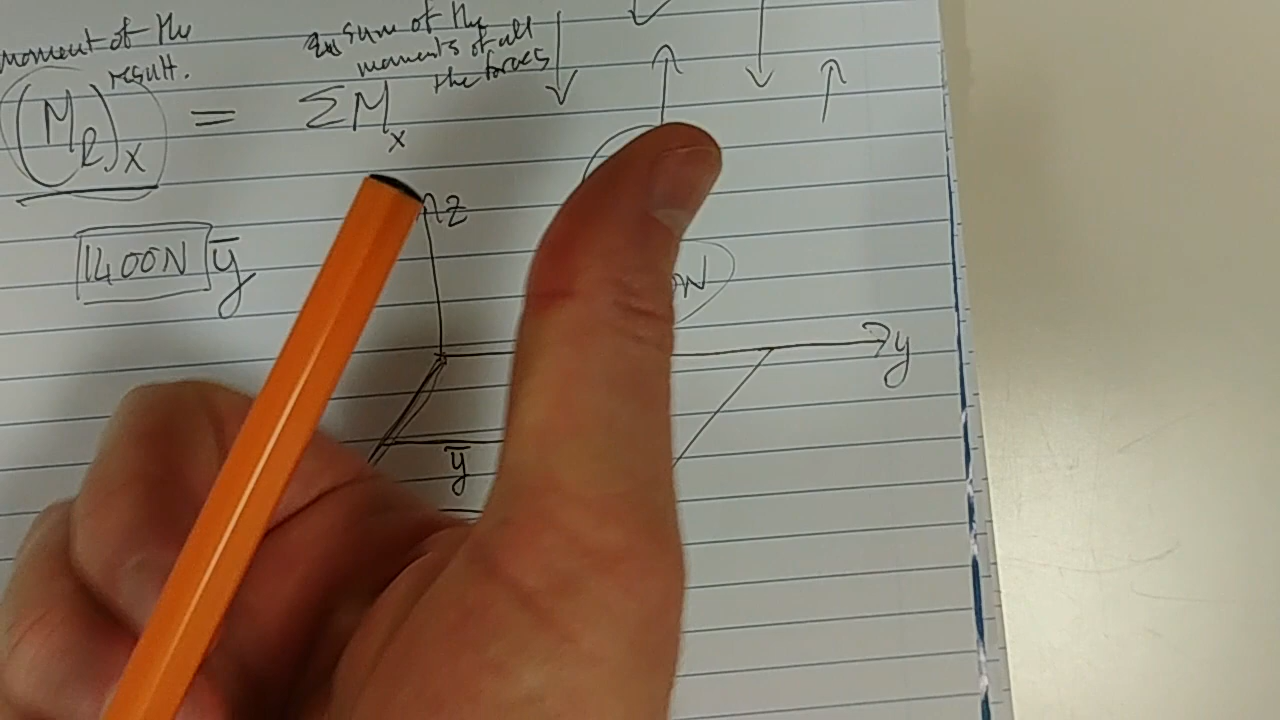 moment of the
result.
sum of the
moments of all
the forces
(M_R)_x = ΣM_x
z
1400N ȳ
N
y
ȳ